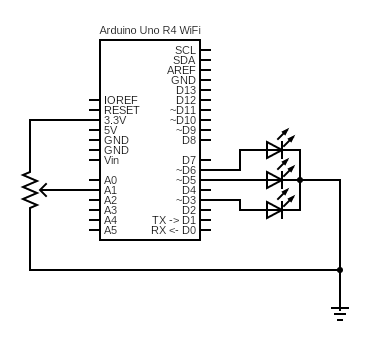 Arduino Uno R4 WiFi
SCL
SDA
AREF
GND
D13
IOREF D12
RESET ~D11
3.3V ~D10
5V ~D9
GND D8
GND
Vin D7
~D6
A0 ~D5
A1 D4
A2 ~D3
A3 D2
A4 TX -> D1
A5 RX <- D0